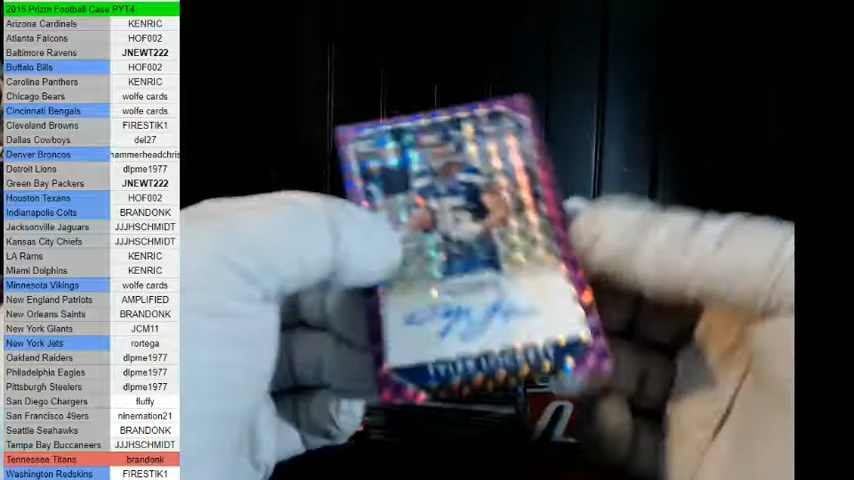 2015 Prizm Football Case PYT4
Arizona Cardinals KENRIC
Atlanta Falcons HOF002
Baltimore Ravens JNEWT222
Buffalo Bills HOF002
Carolina Panthers KENRIC
Chicago Bears wolfe cards
Cincinnati Bengals wolfe cards
Cleveland Browns FIRESTIK1
Dallas Cowboys del27
Denver Broncos hammerheadchris
Detroit Lions dlpme1977
Green Bay Packers JNEWT222
Houston Texans HOF002
Indianapolis Colts BRANDONK
Jacksonville Jaguars JJJHSCHMIDT
Kansas City Chiefs JJJHSCHMIDT
LA Rams KENRIC
Miami Dolphins KENRIC
Minnesota Vikings wolfe cards
New England Patriots AMPLIFIED
New Orleans Saints BRANDONK
New York Giants JCM11
New York Jets rortega
Oakland Raiders dlpme1977
Philadelphia Eagles dlpme1977
Pittsburgh Steelers dlpme1977
San Diego Chargers fluffy
San Francisco 49ers ninernation21
Seattle Seahawks BRANDONK
Tampa Bay Buccaneers JJJHSCHMIDT
Tennessee Titans brandonk
Washington Redskins FIRESTIK1